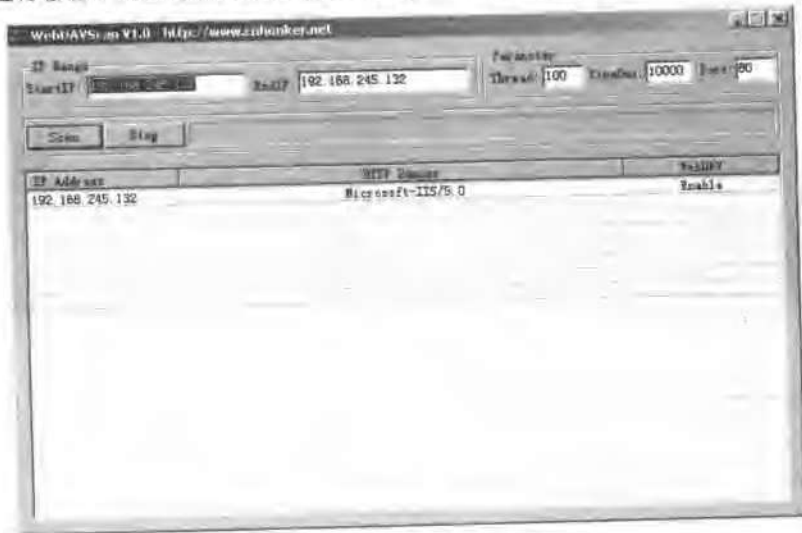 WebDAVScan V1.0 http://www.cnhonker.net
IP Range
StartIP: EndIP 192.168.245.132
Parameter
Thread: 100 TimeOut: 10000 Port: 80
Scan Stop
IP Address HTTP Banner WebDAV
192.168.245.132 Microsoft-IIS/5.0 Enable